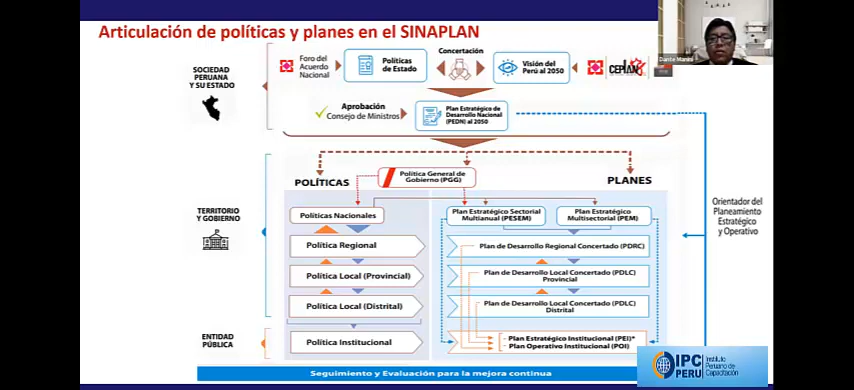 Articulación de políticas y planes en el SINAPLAN
Dante Manini
SOCIEDAD
PERUANA
Y SU ESTADO
Foro del
Acuerdo
Nacional
Políticas
de Estado
Concertación
Visión del
Perú al 2050
CEPLAN
Aprobación
Consejo de Ministros
Plan Estratégico de
Desarrollo Nacional
(PEDN) al 2050
POLÍTICAS
Política General de
Gobierno (PGG)
PLANES
TERRITORIO
Y GOBIERNO
Políticas Nacionales
Política Regional
Política Local (Provincial)
Política Local (Distrital)
Plan Estratégico Sectorial
Multianual (PESEM)
Plan Estratégico
Multisectorial (PEM)
Plan de Desarrollo Regional Concertado (PDRC)
Plan de Desarrollo Local Concertado (PDLC)
Provincial
Plan de Desarrollo Local Concertado (PDLC)
Distrital
Orientador del
Planeamiento
Estratégico
y Operativo
ENTIDAD
PÚBLICA
Política Institucional
- Plan Estratégico Institucional (PEI)*
- Plan Operativo Institucional (POI)
Seguimiento y Evaluación para la mejora continua
IPC
PERU
Instituto
Peruano de
Capacitación